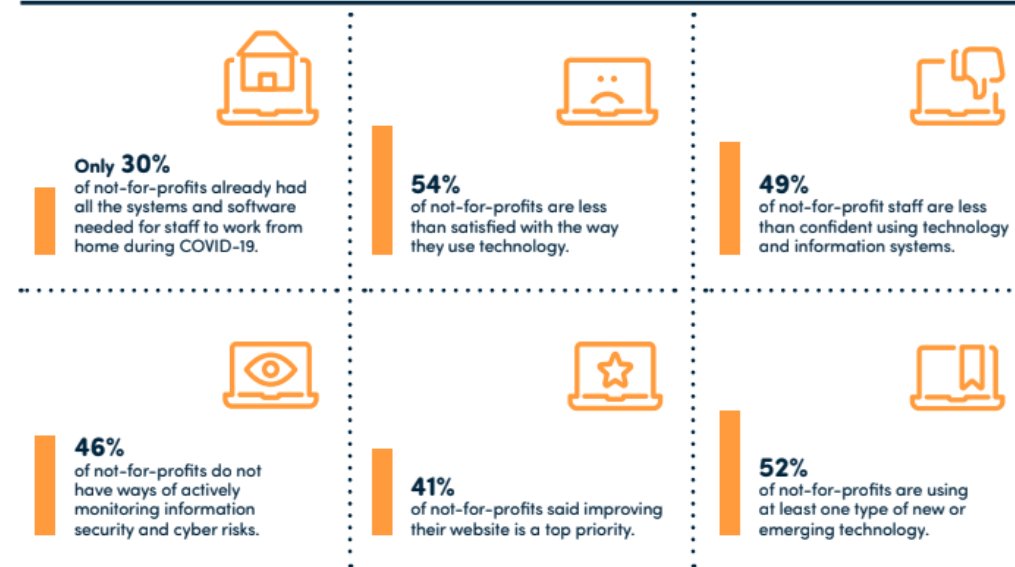 Only 30%
of not-for-profits already had
all the systems and software
needed for staff to work from
home during COVID-19.
54%
of not-for-profits are less
than satisfied with the way
they use technology.
49%
of not-for-profit staff are less
than confident using technology
and information systems.
46%
of not-for-profits do not
have ways of actively
monitoring information
security and cyber risks.
41%
of not-for-profits said improving
their website is a top priority.
52%
of not-for-profits are using
at least one type of new or
emerging technology.